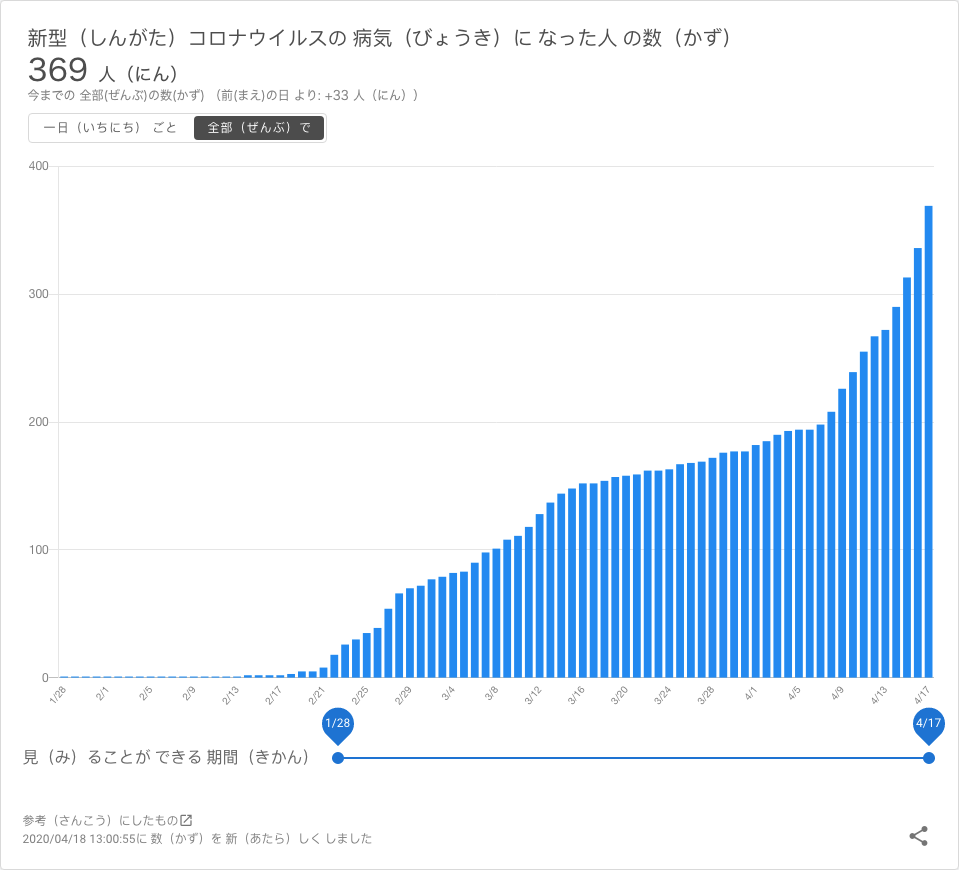 新型（しんがた）コロナウイルスの 病気（びょうき）に なった人 の数（かず）
369 人（にん）
今までの 全部(ぜんぶ)の数(かず) （前(まえ)の日 より: +33 人（にん））
一日（いちにち） ごと 全部（ぜんぶ）で
400
300
200
100
0
1/28 2/1 2/5 2/9 2/13 2/17 2/21 2/25 2/29 3/4 3/8 3/12 3/16 3/20 3/24 3/28 4/1 4/5 4/9 4/13 4/17
1/28 4/17
見（み）ることが できる 期間（きかん）
参考（さんこう）にしたもの
2020/04/18 13:00:55に 数（かず）を 新（あたら）しく しました